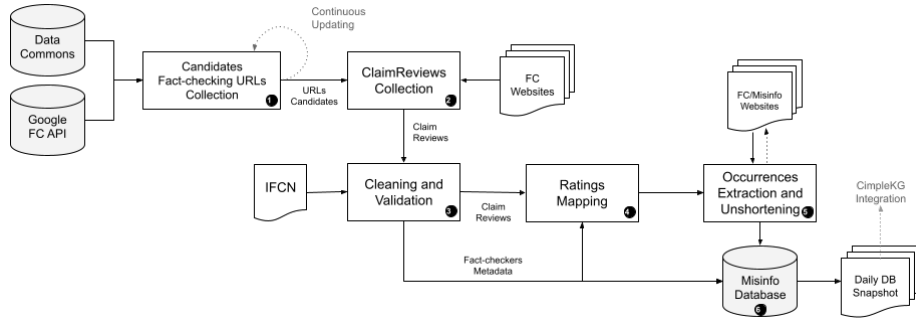 Data
Commons
Google
FC API
Candidates
Fact-checking URLs
Collection
1
Continuous
Updating
URLs
Candidates
ClaimReviews
Collection
2
FC
Websites
Claim
Reviews
IFCN
Cleaning and
Validation
3
Claim
Reviews
Ratings
Mapping
4
FC/Misinfo
Websites
Occurrences
Extraction and
Unshortening
5
CimpleKG
Integration
Fact-checkers
Metadata
Misinfo
Database
6
Daily DB
Snapshot